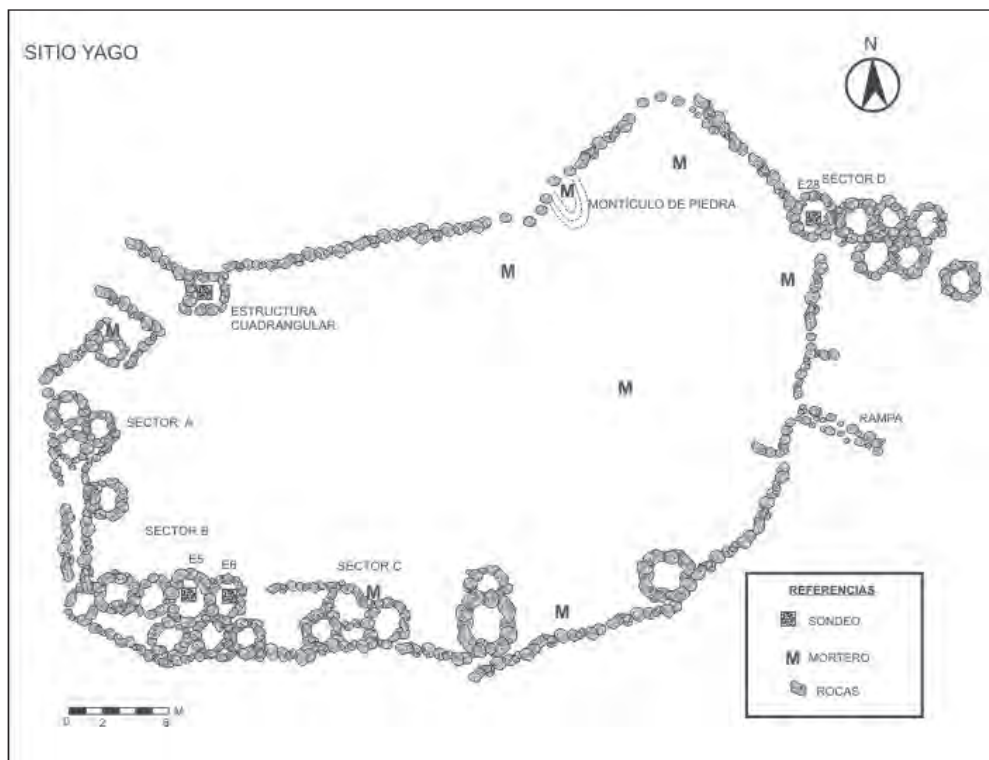 SITIO YAGO
N
M
E28 SECTOR D
M
MONTÍCULO DE PIEDRA
M
M
ESTRUCTURA
CUADRANGULAR
M
M
SECTOR A
RAMPA
SECTOR B
E5
E6
SECTOR C
M
M
REFERENCIAS
SONDEO
M MORTERO
ROCAS
M
0 2 6